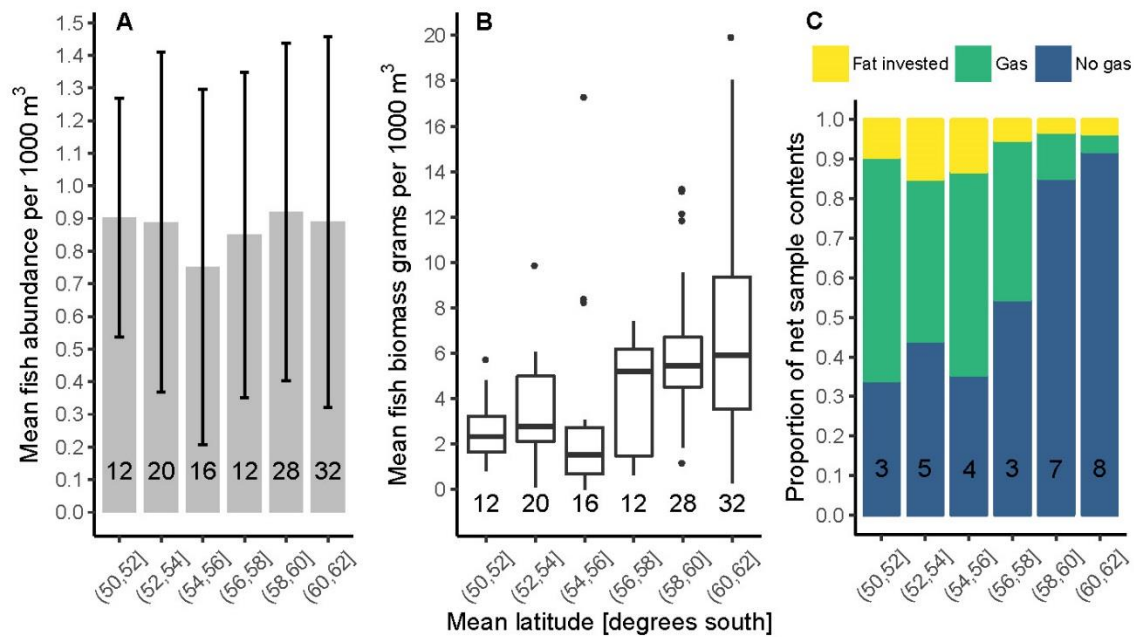 A
Mean fish abundance per 1000 m³
1.5
1.4
1.3
1.2
1.1
1.0
0.9
0.8
0.7
0.6
0.5
0.4
0.3
0.2
0.1
0.0
12 20 16 12 28 32
(50,52] (52,54] (54,56] (56,58] (58,60] (60,62]
B
Mean fish biomass grams per 1000 m³
20
18
16
14
12
10
8
6
4
2
0
12 20 16 12 28 32
(50,52] (52,54] (54,56] (56,58] (58,60] (60,62]
Mean latitude [degrees south]
C
Fat invested Gas No gas
Proportion of net sample contents
1.0
0.9
0.8
0.7
0.6
0.5
0.4
0.3
0.2
0.1
0.0
3 5 4 3 7 8
(50,52] (52,54] (54,56] (56,58] (58,60] (60,62]